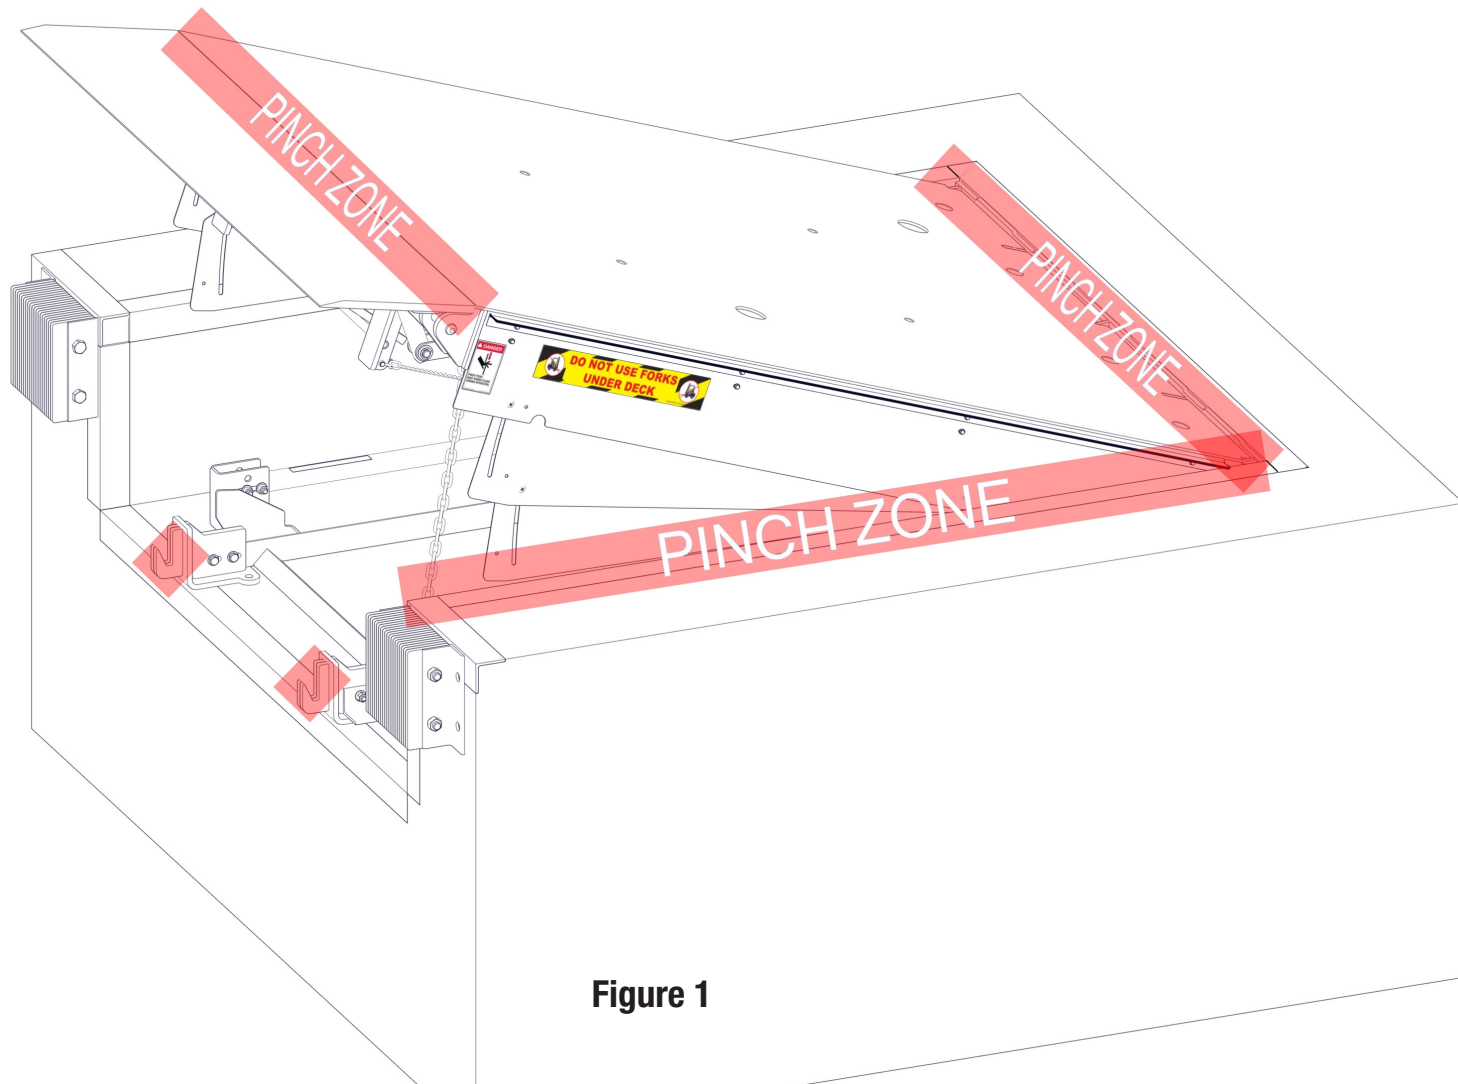 PINCH ZONE
PINCH ZONE
DANGER
DO NOT USE FORKS
UNDER DECK
PINCH ZONE
Figure 1